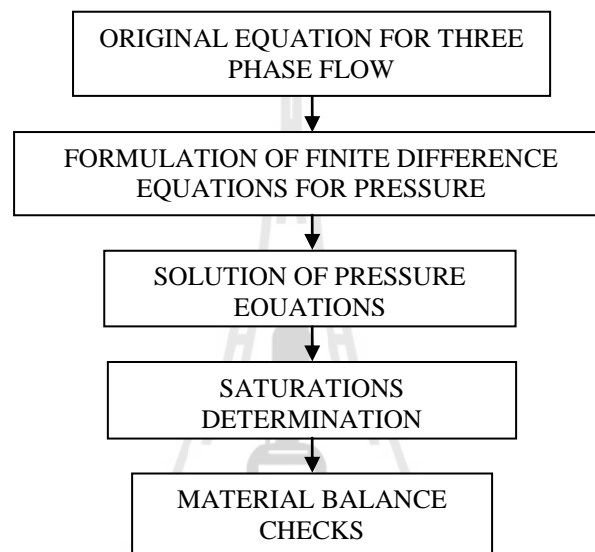 ORIGINAL EQUATION FOR THREE
PHASE FLOW
FORMULATION OF FINITE DIFFERENCE
EQUATIONS FOR PRESSURE
SOLUTION OF PRESSURE
EOUATIONS
SATURATIONS
DETERMINATION
MATERIAL BALANCE
CHECKS